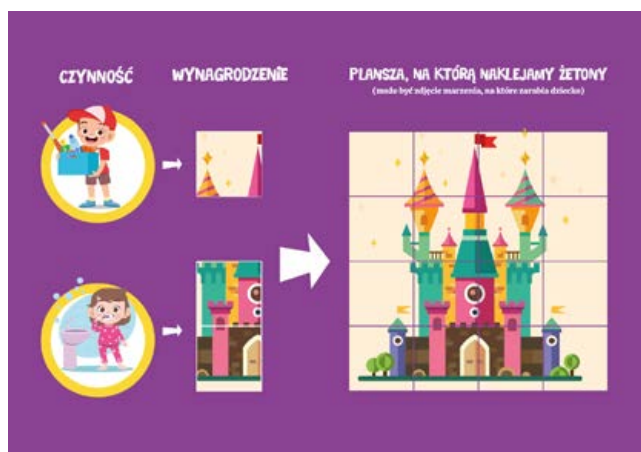 CZYNNOŚĆ
WYNAGRODZENIE
PLANSZA, NA KTÓRĄ NAKLEJAMY ŻETONY
(może być zdjęcie marzenia, na które zarabia dziecko)